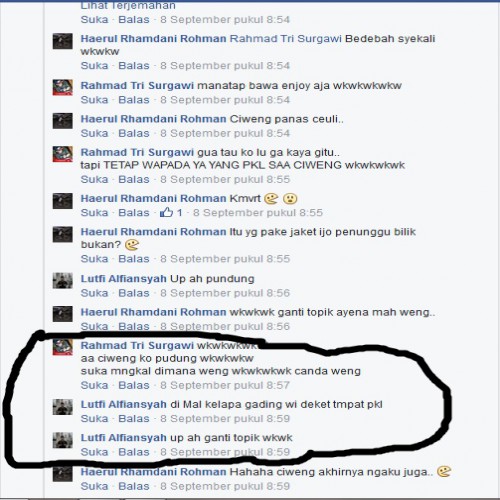 Lihat Terjemahan
Suka · Balas · 8 September pukul 8:54
Haerul Rhamdani Rohman Rahmad Tri Surgawi Bedebah syekali
wkwkw
Suka · Balas · 8 September pukul 8:54
Rahmad Tri Surgawi manatap bawa enjoy aja wkwkwkwkw
Suka · Balas · 8 September pukul 8:54
Haerul Rhamdani Rohman Ciweng panas ceuli..
Suka · Balas · 8 September pukul 8:54
Rahmad Tri Surgawi gua tau ko lu ga kaya gitu..
tapi TETAP WAPADA YA YANG PKL SAA CIWENG wkwkwkwk
Suka · Balas · 8 September pukul 8:55
Haerul Rhamdani Rohman Kmvrt
Suka · Balas · 1 · 8 September pukul 8:55
Haerul Rhamdani Rohman Itu yg pake jaket ijo penunggu bilik
bukan?
Suka · Balas · 8 September pukul 8:55
Lutfi Alfiansyah Up ah pundung
Suka · Balas · 8 September pukul 8:56
Haerul Rhamdani Rohman wkwkwk ganti topik ayena mah weng..
Suka · Balas · 8 September pukul 8:56
Rahmad Tri Surgawi wkwkwkwk
aa ciweng ko pudung wkwkwkw
suka mngkal dimana weng wkwkwkwk canda weng
Suka · Balas · 8 September pukul 8:57
Lutfi Alfiansyah di Mal kelapa gading wi deket tmpat pkl
Suka · Balas · 8 September pukul 8:59
Lutfi Alfiansyah up ah ganti topik wkwk
Suka · Balas · 8 September pukul 8:59
Haerul Rhamdani Rohman Hahaha ciweng akhirnya ngaku juga..
Suka · Balas · 8 September pukul 8:59